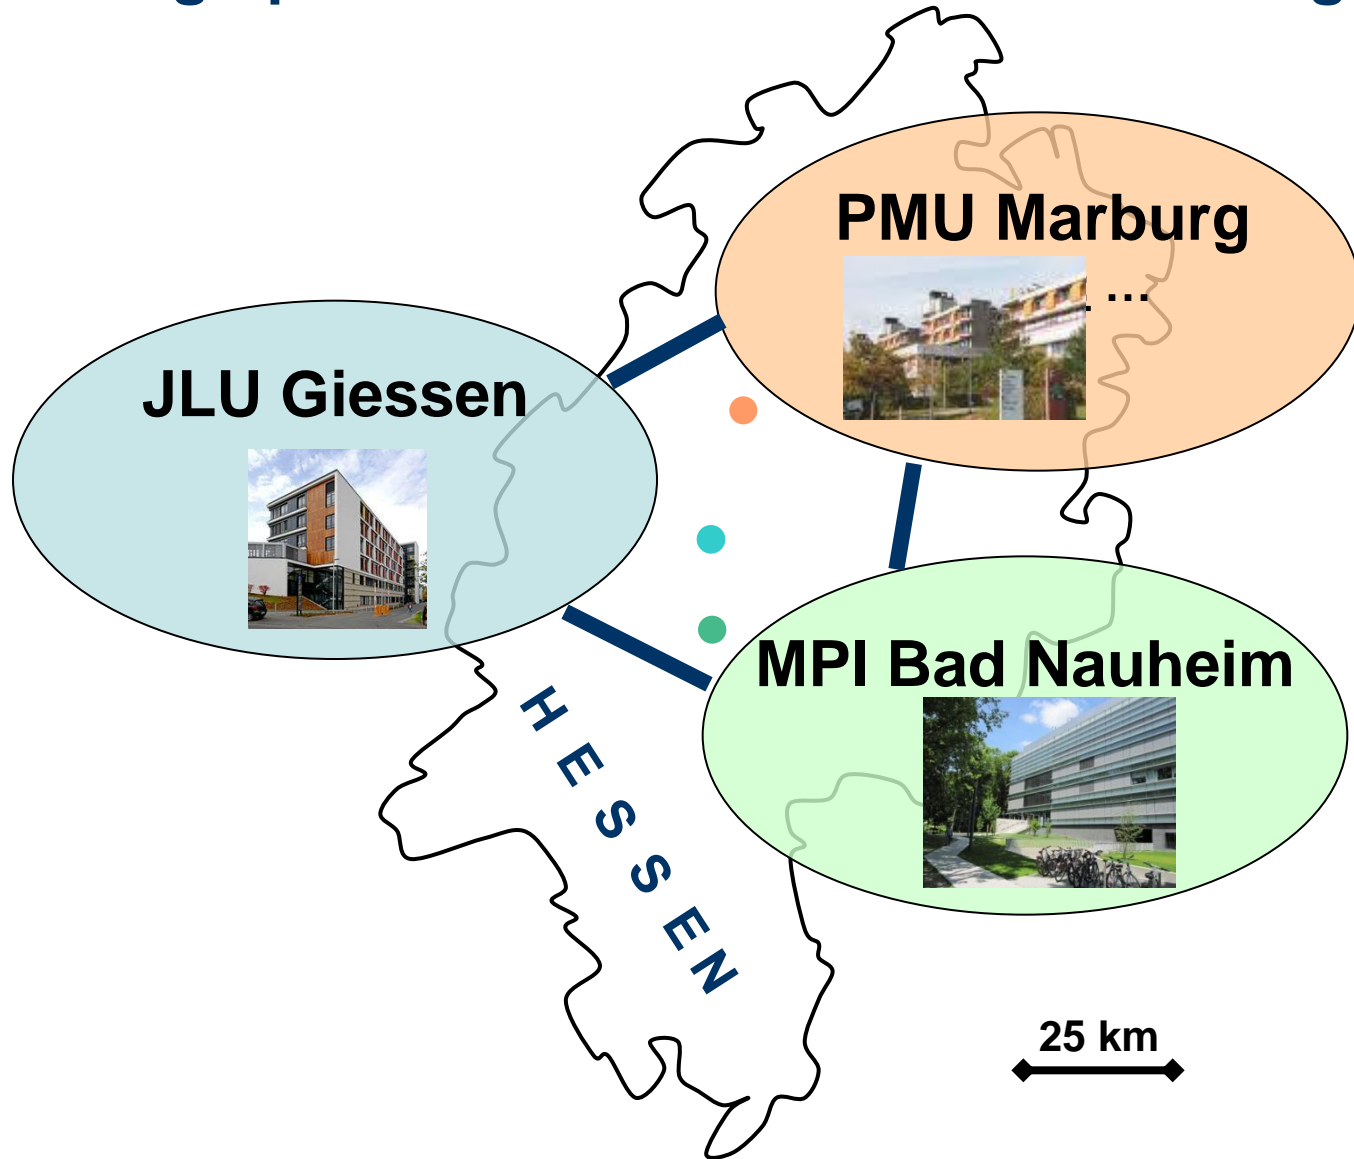 PMU Marburg
...
JLU Giessen
MPI Bad Nauheim
HESSEN
25 km